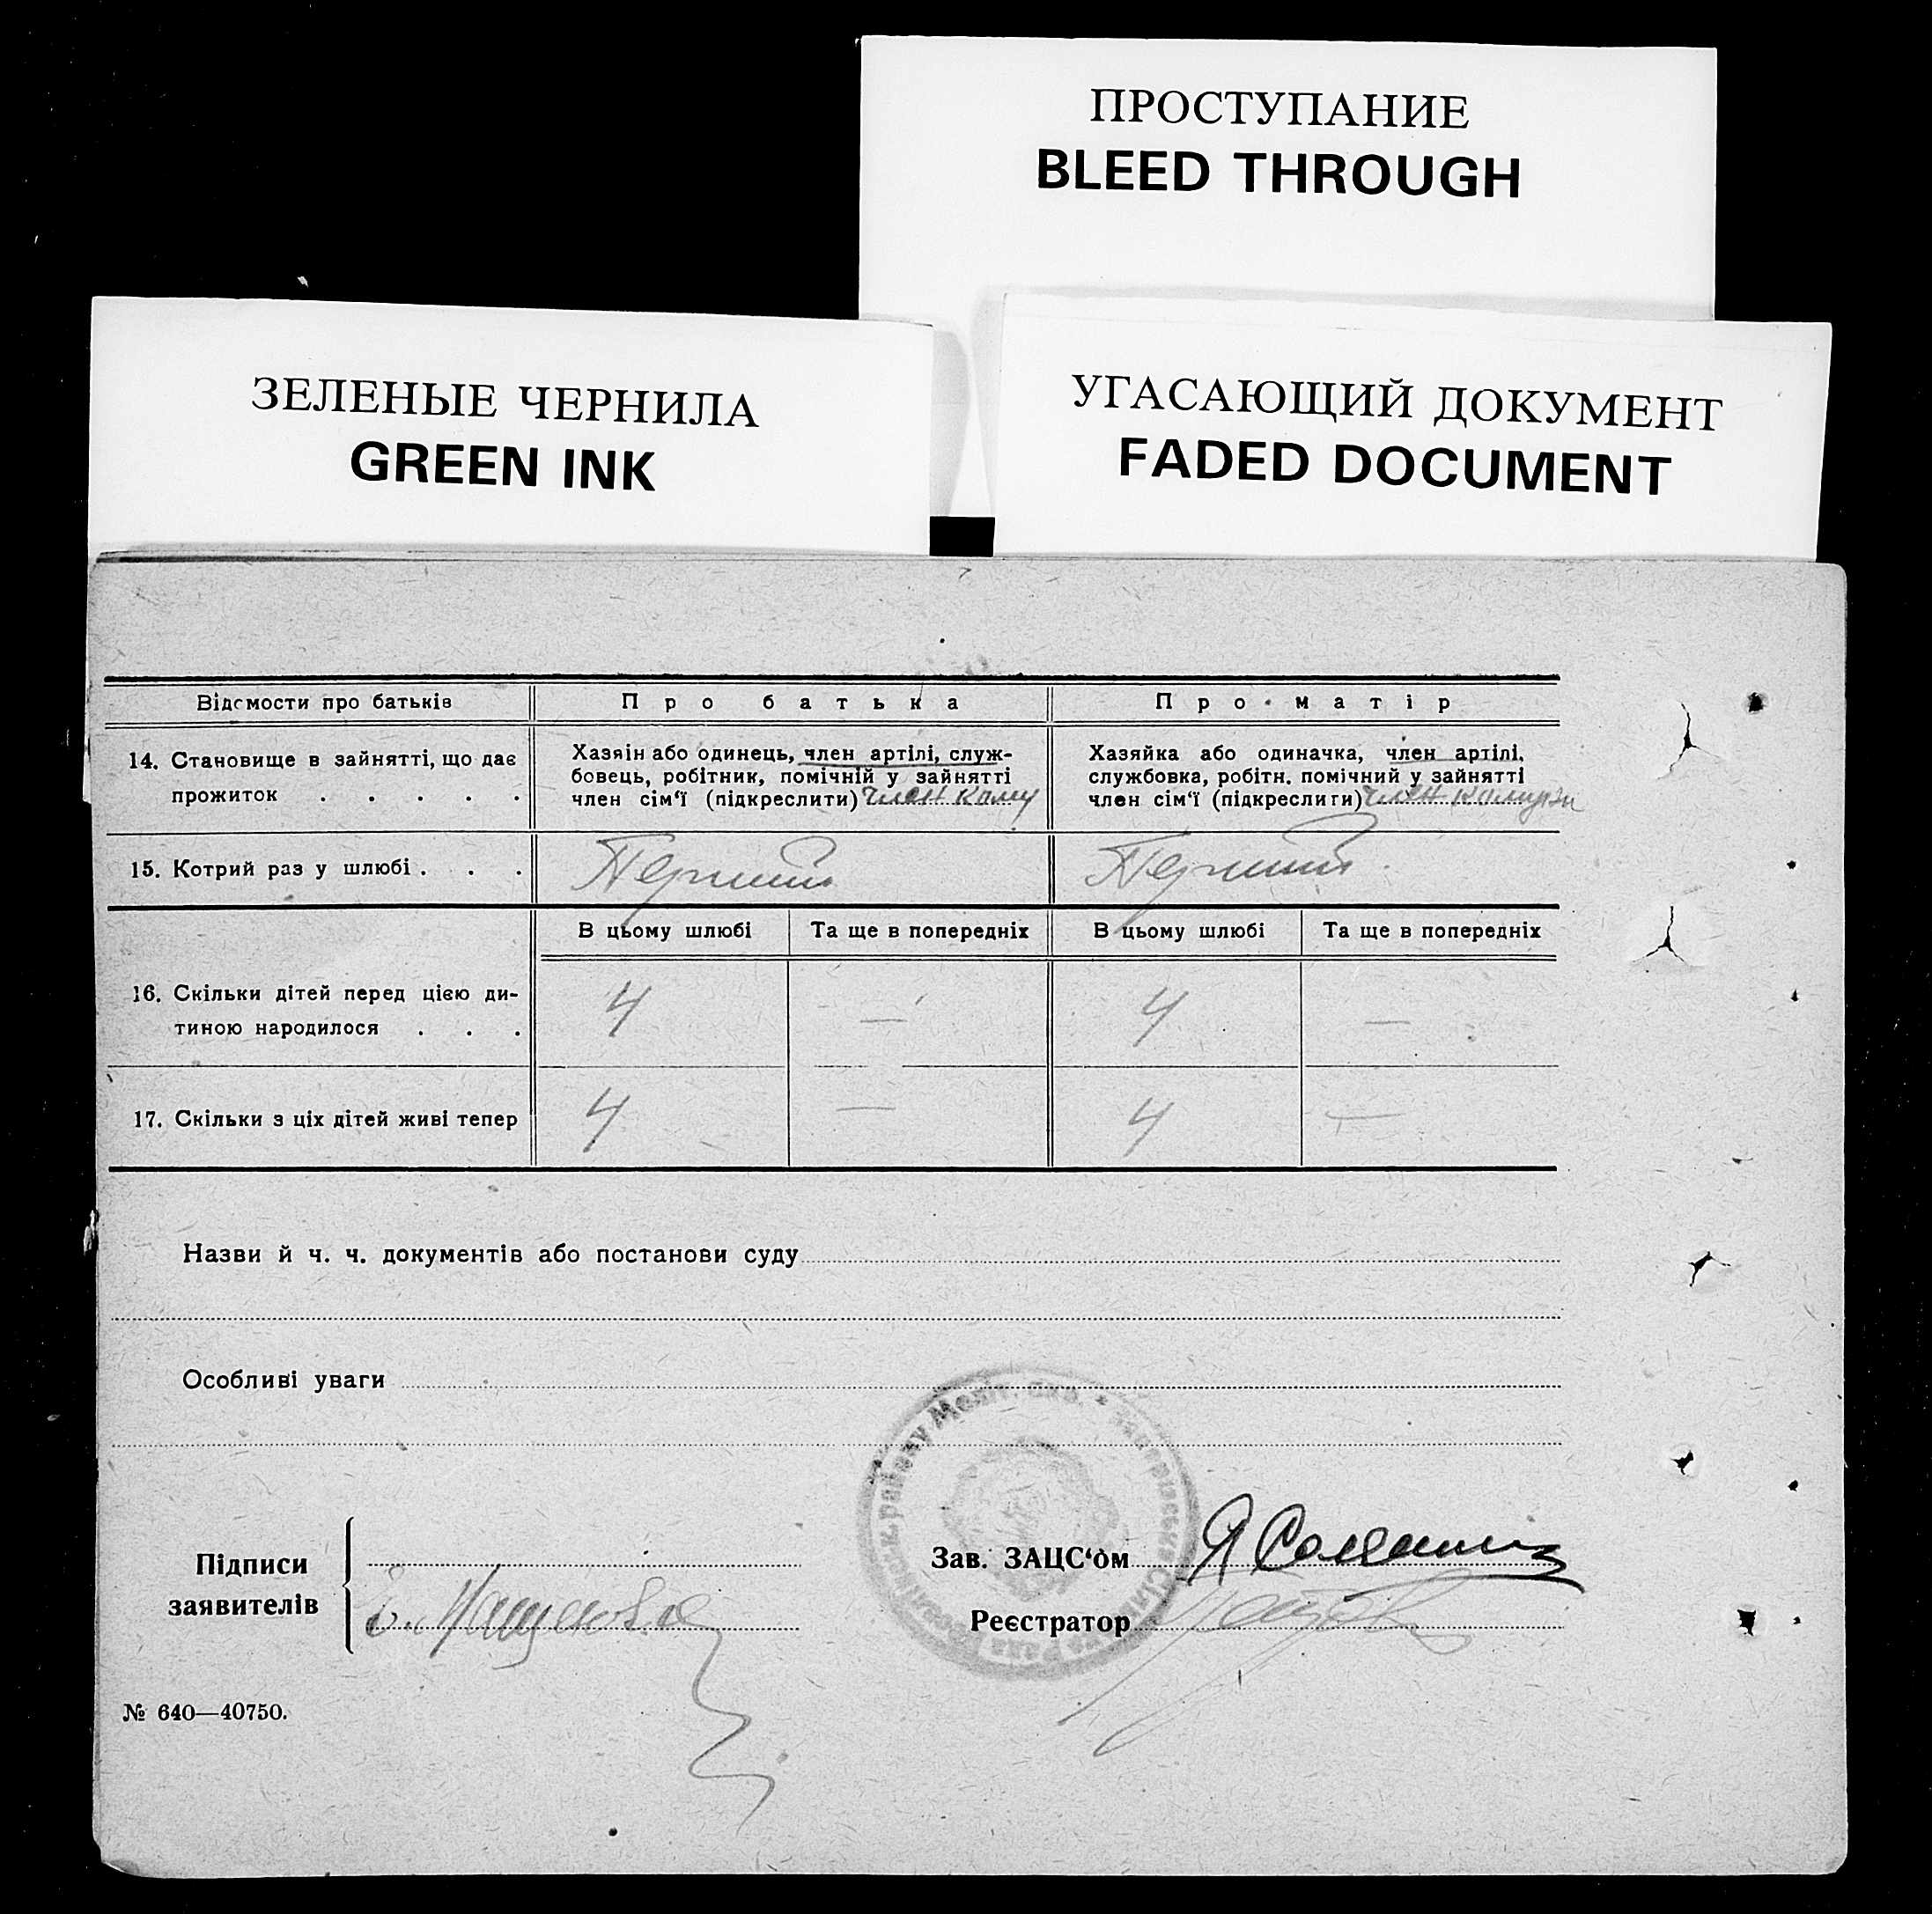 ПРОСТУПАНИЕ
BLEED THROUGH
ЗЕЛЕНЫЕ ЧЕРНИЛА
GREEN INK
УГАСАЮЩИЙ ДОКУМЕНТ
FADED DOCUMENT
Відомости про батьків
Про батька
Про матір
14. Становище в зайнятті, що дає
прожиток . . . . .
Хазяін або одинець, член артілі, служ-
бовець, робітник, помічній у зайнятті
член сім‘ї (підкреслити) член кому
Хазяйка або одиначка, член артілі,
службовка, робітн. помічний у зайнятті
член сім‘ї (підкреслити) член комуни
15. Котрий раз у шлюбі . . .
Перший
Перший
В цьому шлюбі
Та ще в попередніх
В цьому шлюбі
Та ще в попередніх
16. Скільки дітей перед цією ди-
тиною народилося . . .
4
—
4
—
17. Скільки з ціх дітей живі тепер
4
—
4
—
Назви й ч. ч. документів або постанови суду
Особливі уваги
району
Підписи
заявителів
Зав. ЗАЦС‘ом
Реєстратор
№ 640—40750.